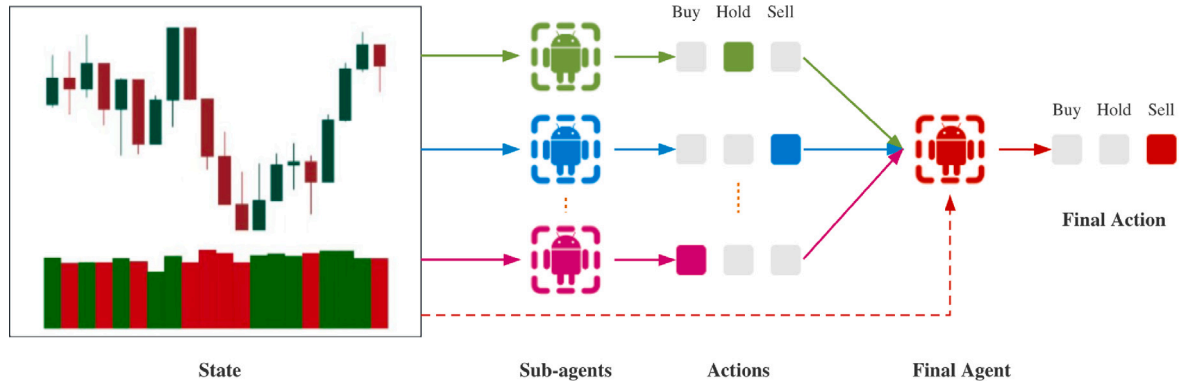 Buy Hold Sell
Buy Hold Sell
Final Action
State
Sub-agents
Actions
Final Agent